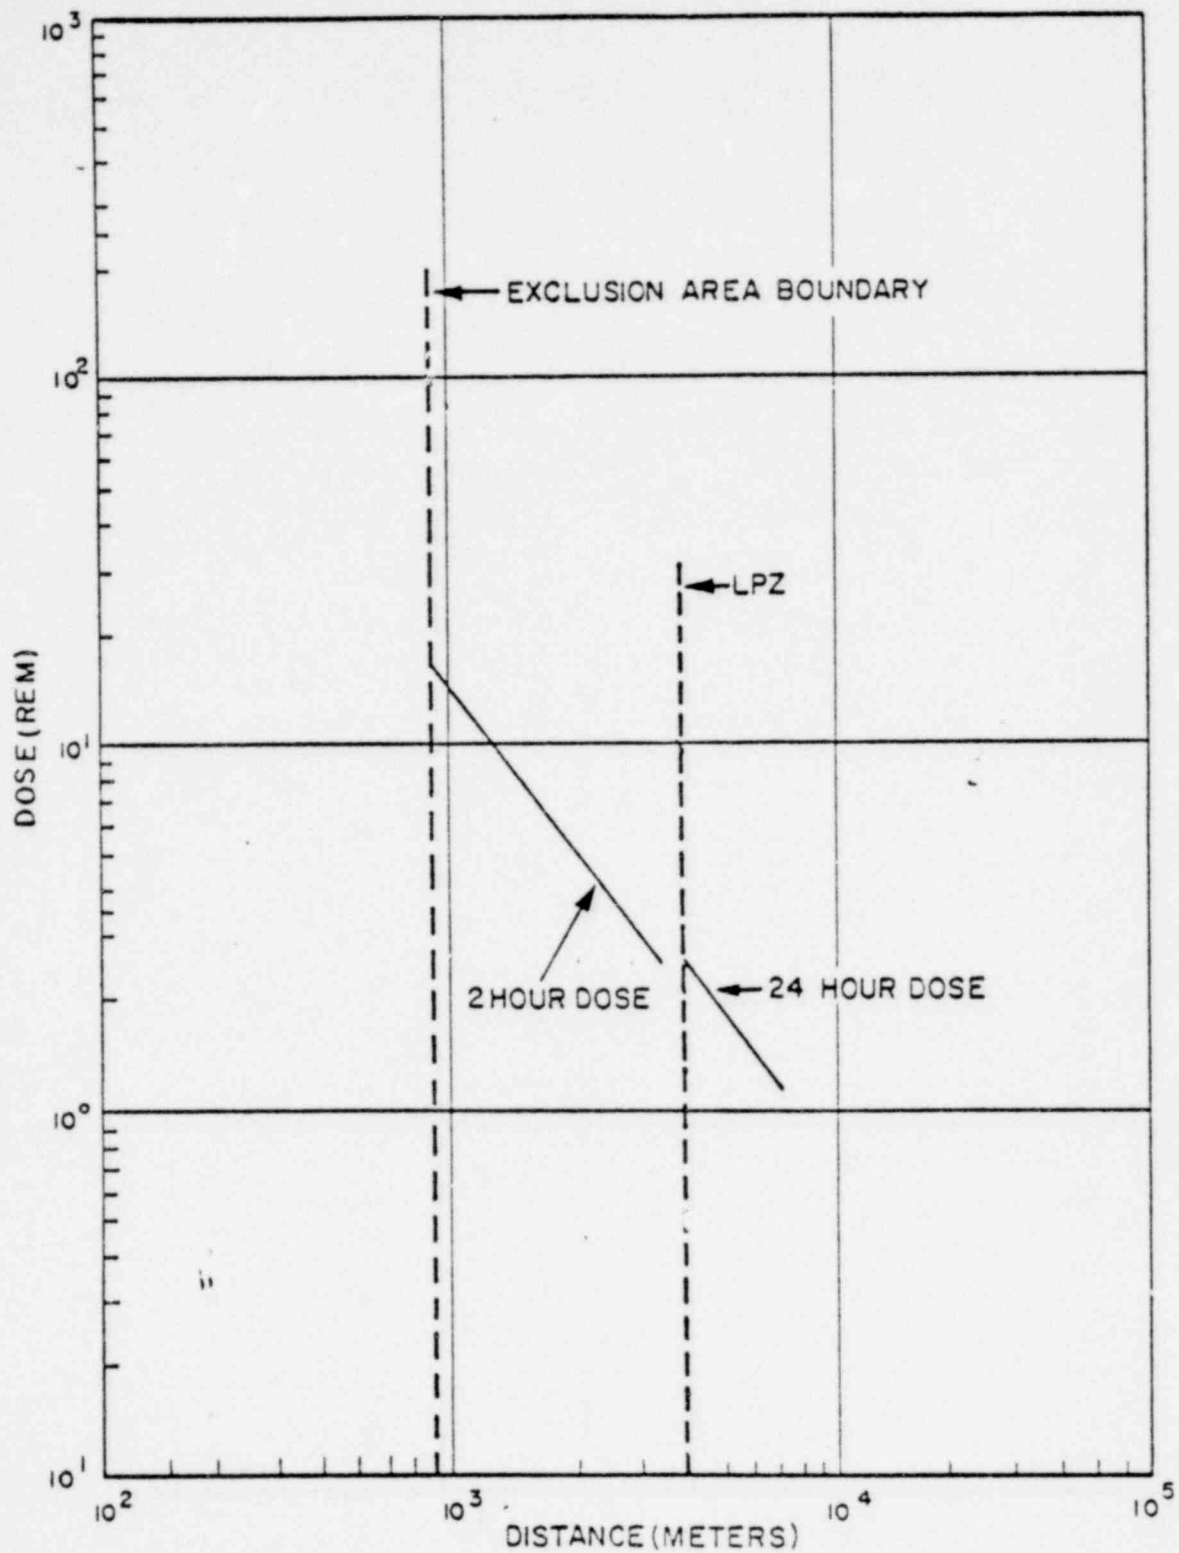 10³
EXCLUSION AREA BOUNDARY
10²
LPZ
DOSE (REM)
10¹
2 HOUR DOSE
24 HOUR DOSE
10⁰
10¹
10²
10³
10⁴
10⁵
DISTANCE (METERS)